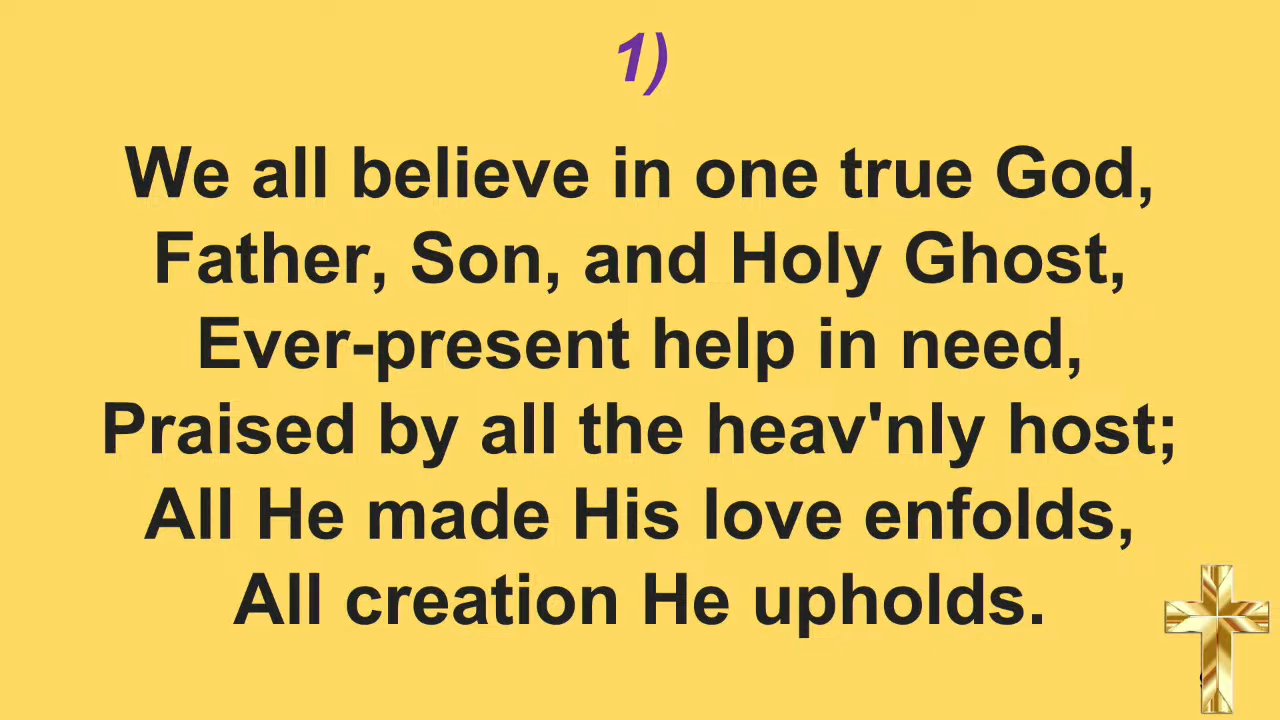 1)
We all believe in one true God,
Father, Son, and Holy Ghost,
Ever-present help in need,
Praised by all the heav'nly host;
All He made His love enfolds,
All creation He upholds.